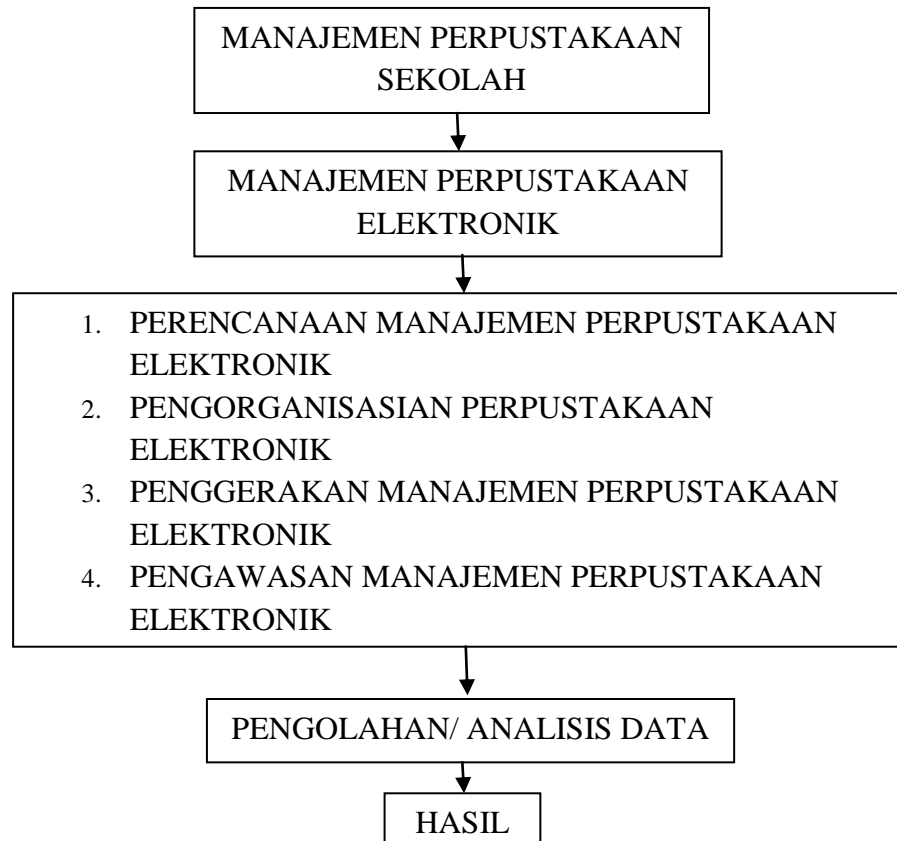 MANAJEMEN PERPUSTAKAAN
SEKOLAH
MANAJEMEN PERPUSTAKAAN
ELEKTRONIK
1. PERENCANAAN MANAJEMEN PERPUSTAKAAN
ELEKTRONIK
2. PENGORGANISASIAN PERPUSTAKAAN
ELEKTRONIK
3. PENGGERAKAN MANAJEMEN PERPUSTAKAAN
ELEKTRONIK
4. PENGAWASAN MANAJEMEN PERPUSTAKAAN
ELEKTRONIK
PENGOLAHAN/ ANALISIS DATA
HASIL